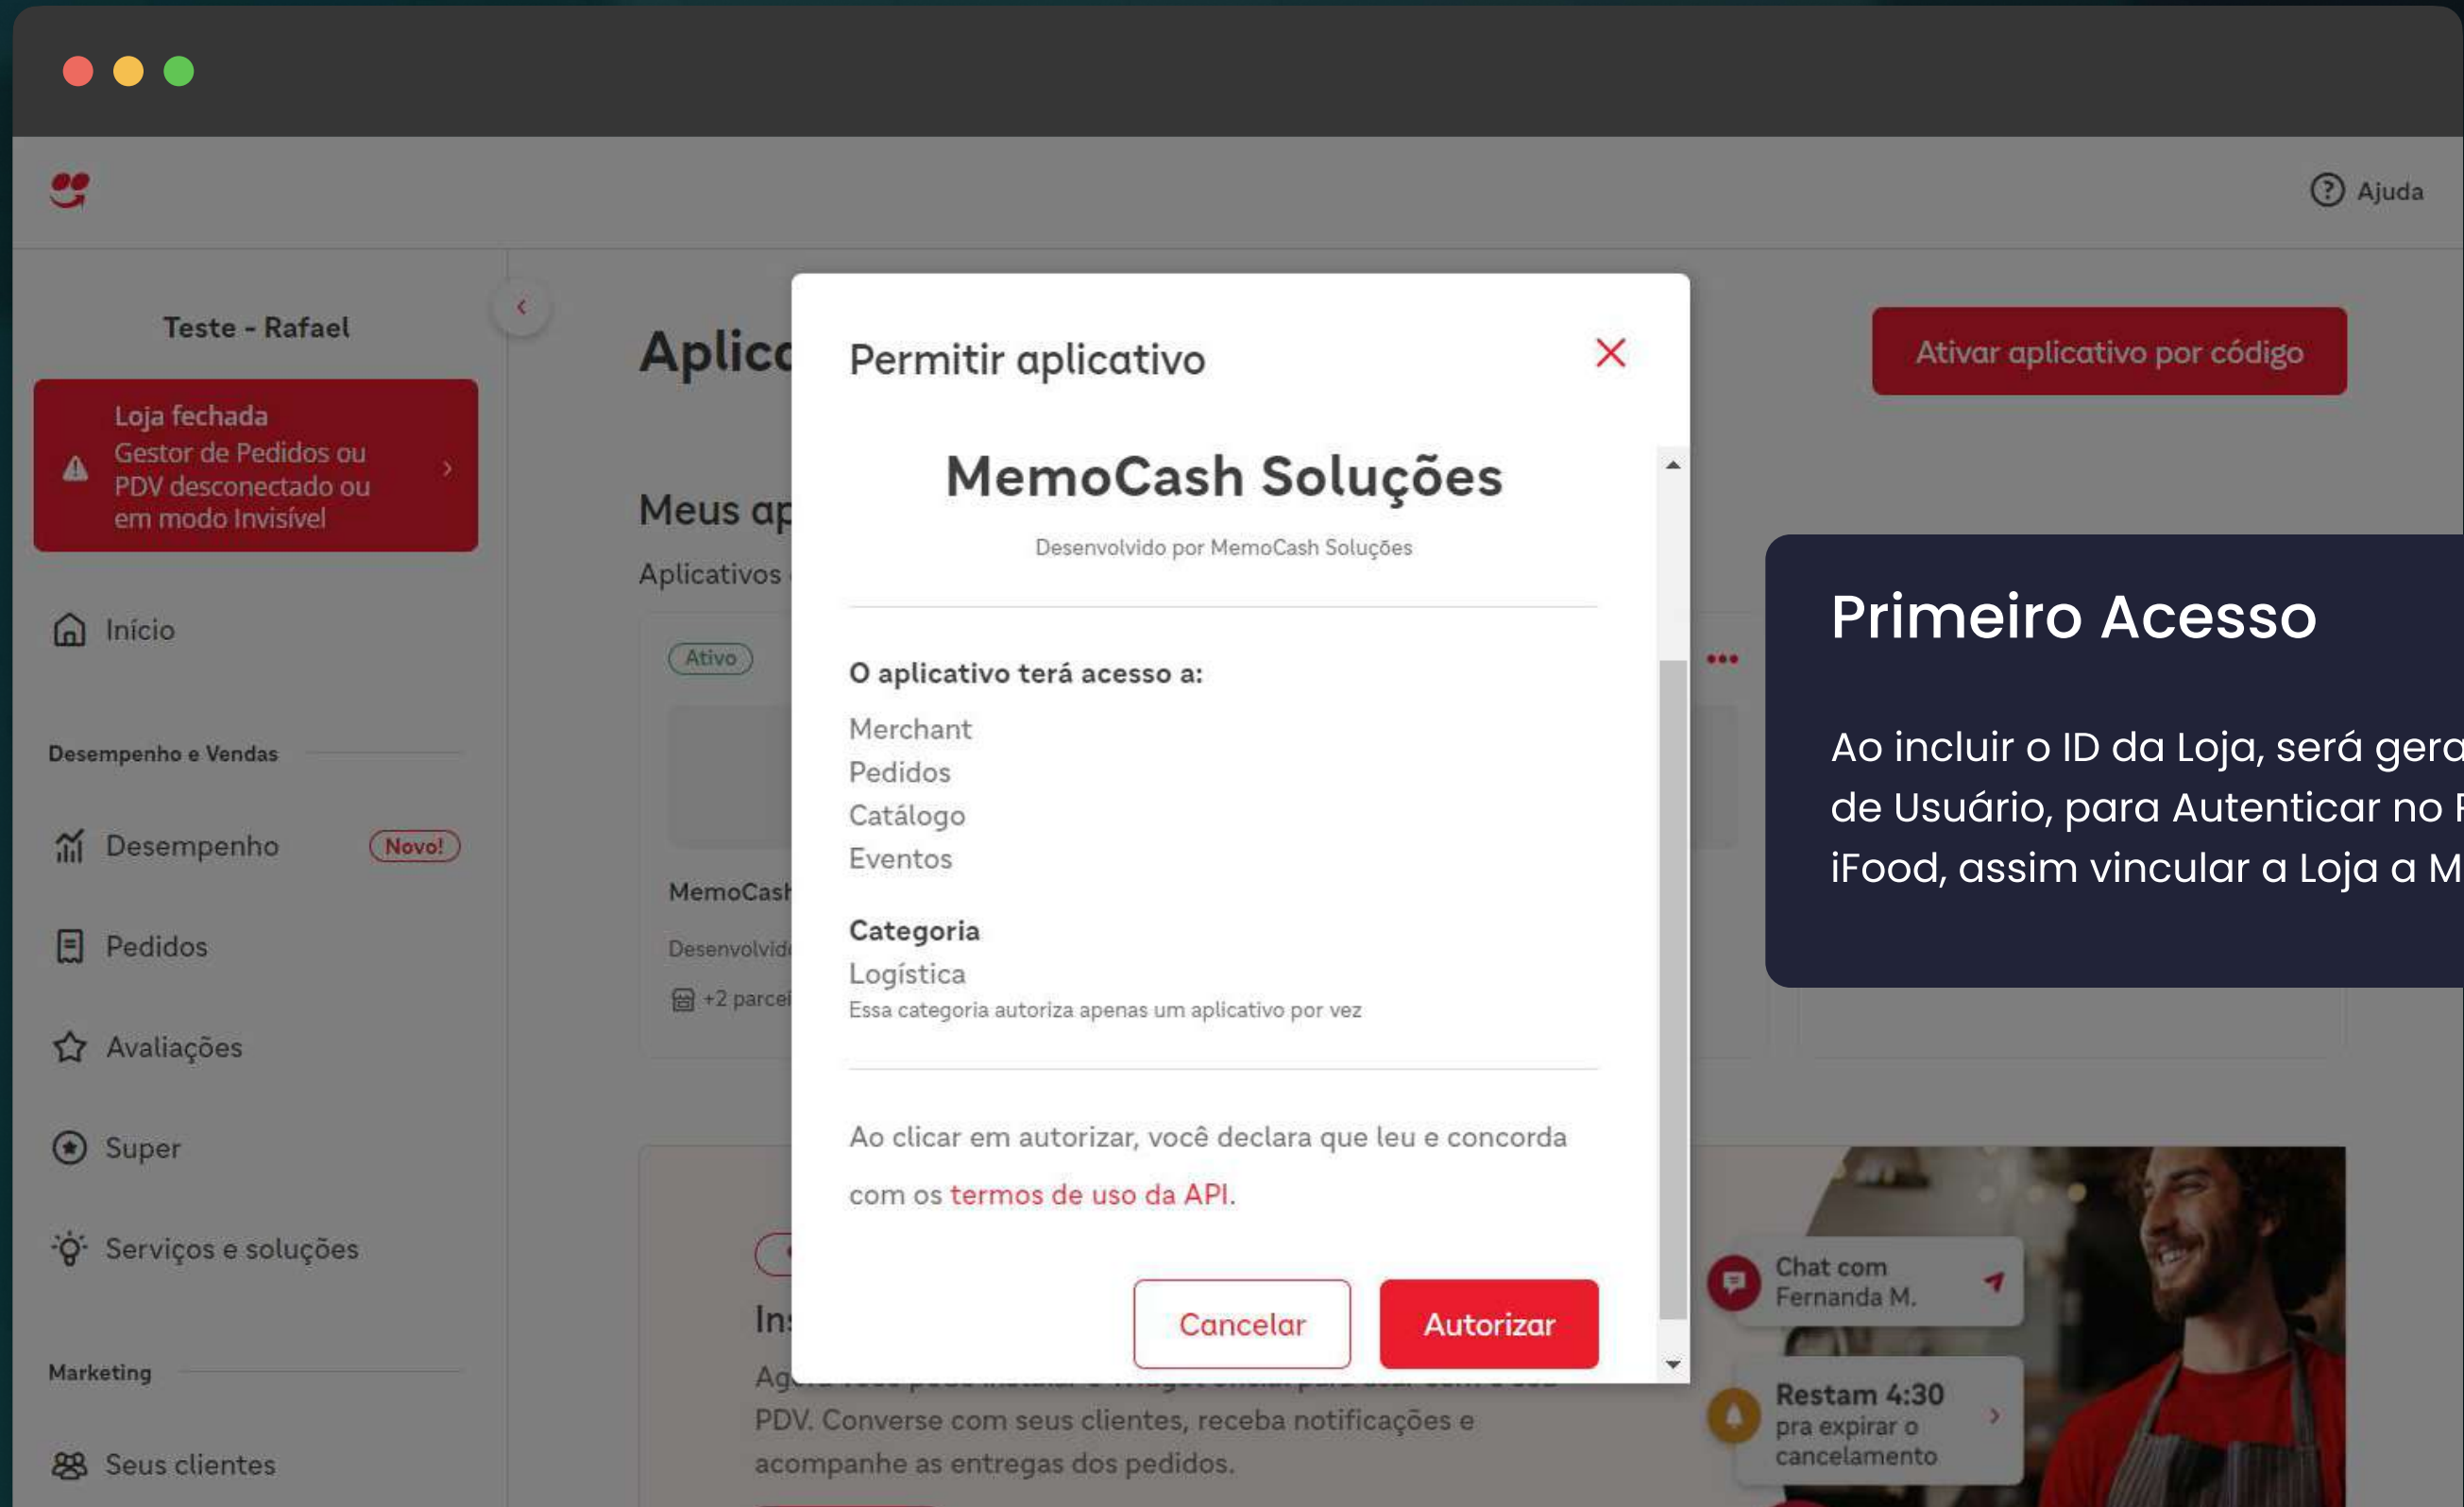 Ajuda
Teste - Rafael
Loja fechada
Gestor de Pedidos ou
PDV desconectado ou
em modo Invisível
Início
Desempenho e Vendas
Desempenho
Novo!
Pedidos
Avaliações
Super
Serviços e soluções
Marketing
Seus clientes
Ativar aplicativo por código
Meus
Aplicativos
Ativo
+2
Permitir aplicativo
MemoCash Soluções
Desenvolvido por MemoCash Soluções
O aplicativo terá acesso a:
Merchant
Pedidos
Catálogo
Eventos
Categoria
Logística
Essa categoria autoriza apenas um aplicativo por vez
Ao clicar em autorizar, você declara que leu e concorda
com os termos de uso da API.
Cancelar
Autorizar
Primeiro Acesso
Ao incluir o ID da Loja, será
de Usuário, para Autenticar no
iFood, assim vincular a Loja a
PDV. Converse com seus clientes, receba notificações e
acompanhe as entregas dos pedidos.
Chat com
Fernanda M.
Restam 4:30
pra expirar o
cancelamento